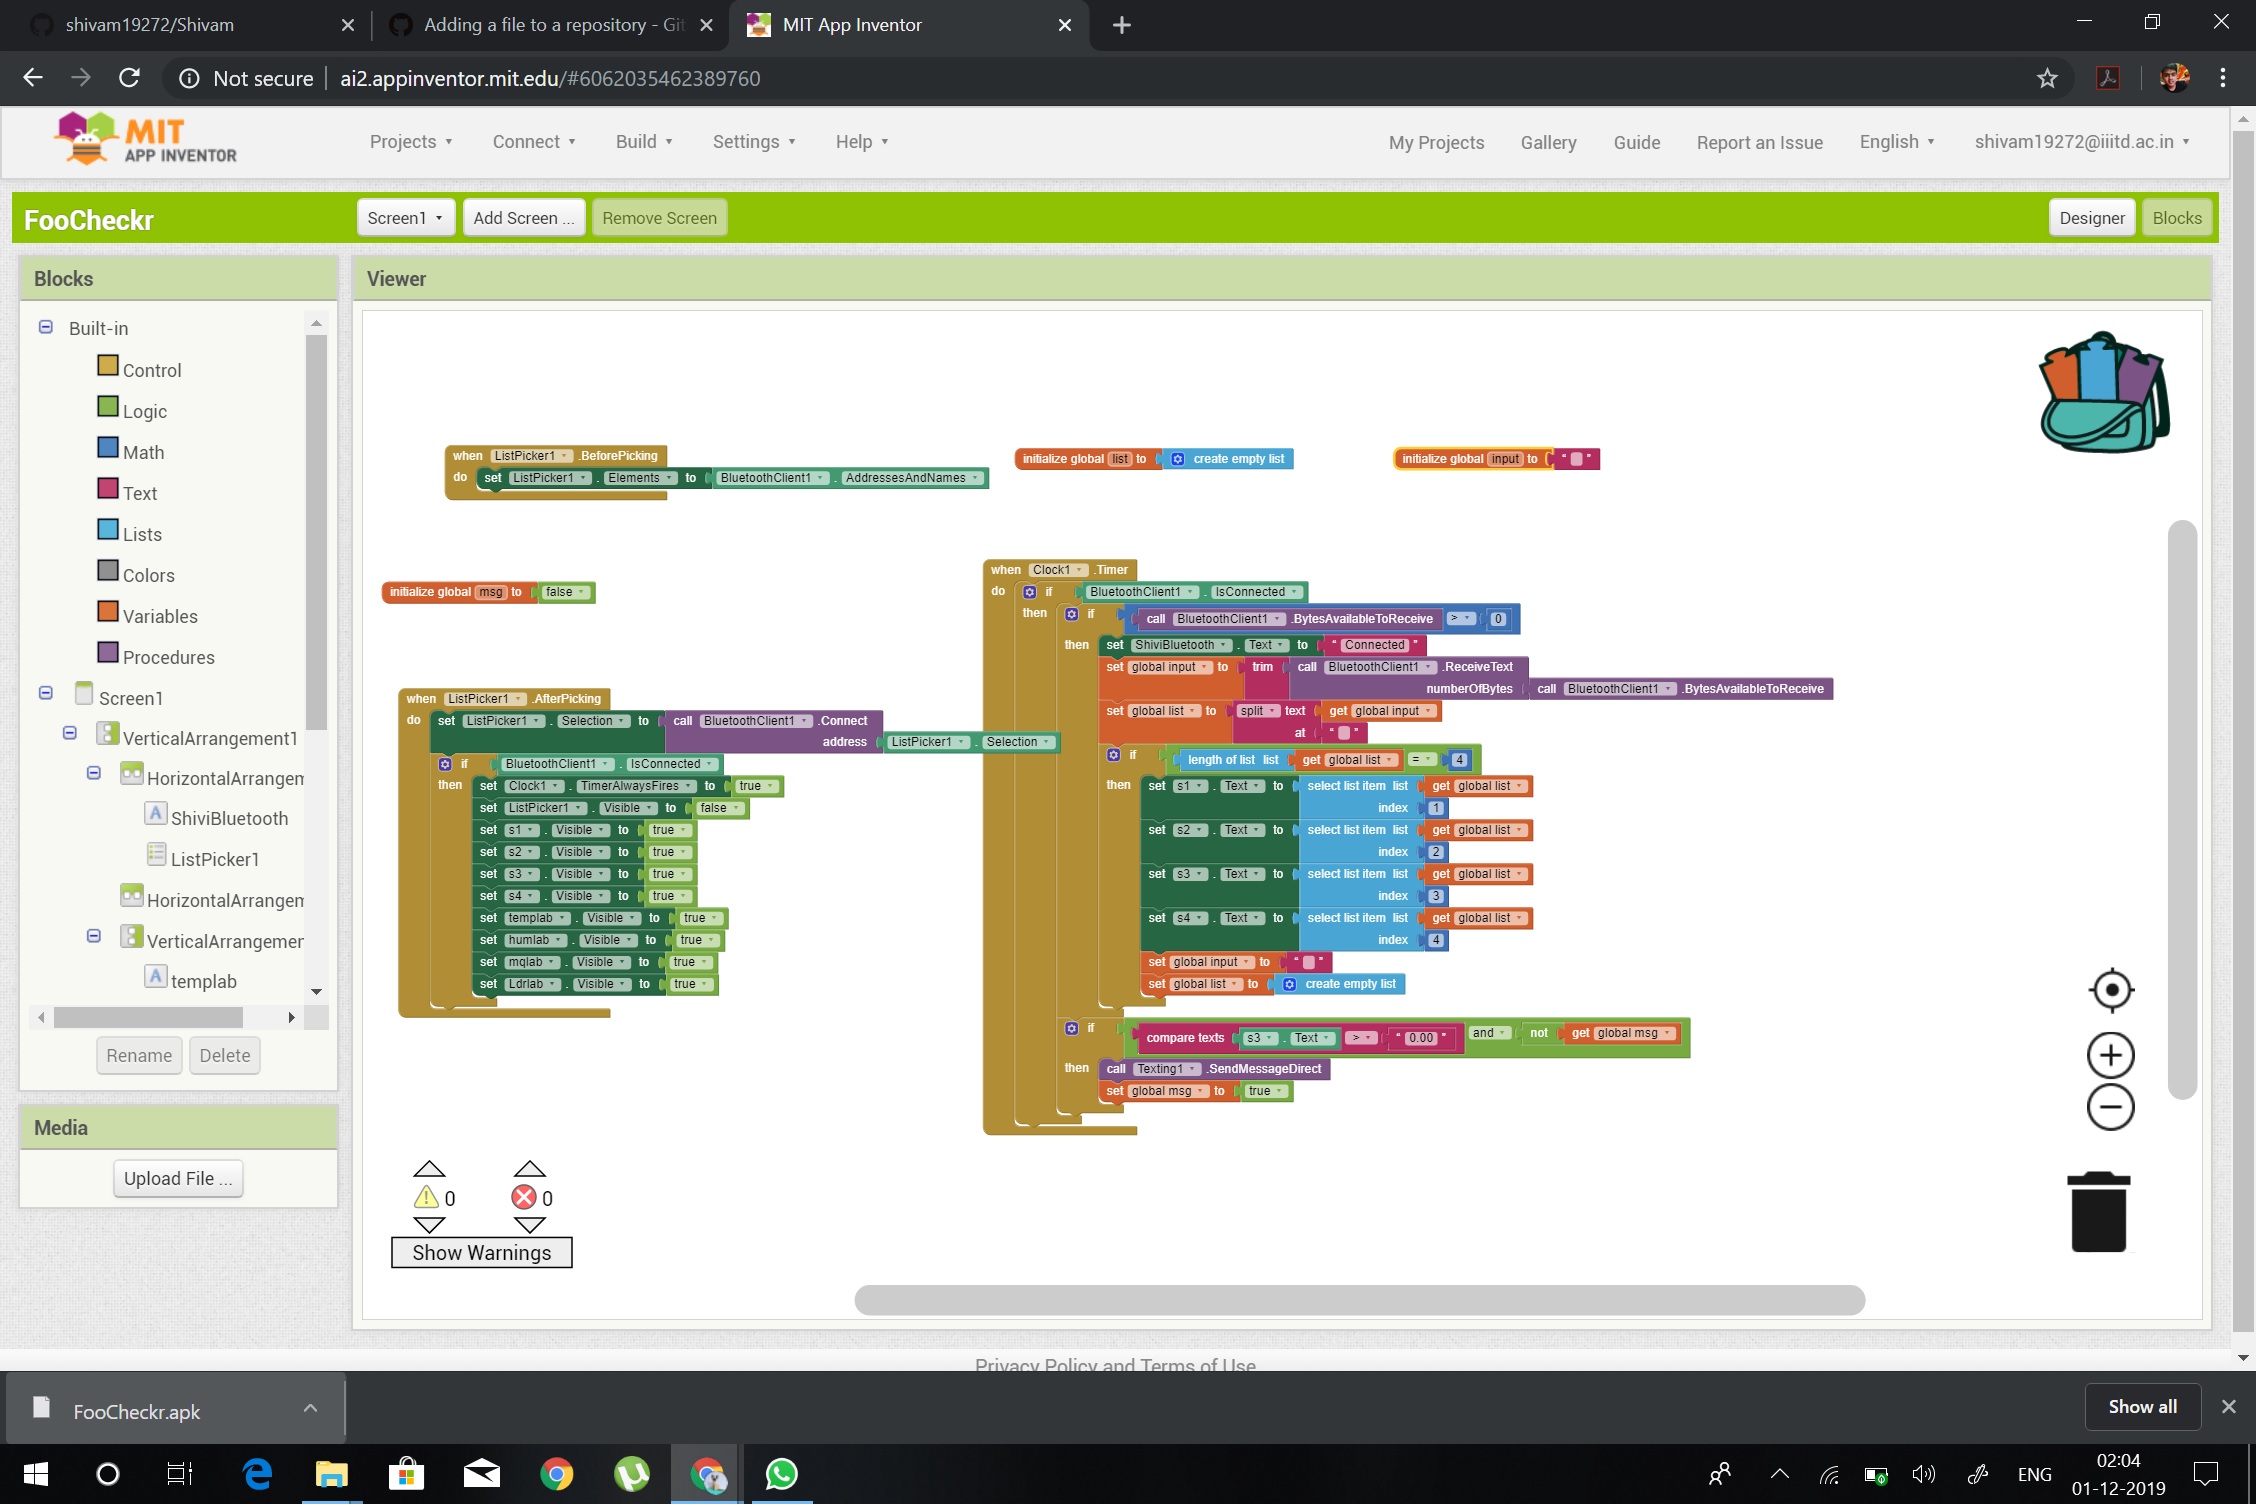 shivam19272/Shivam
Adding a file to a repository - Git
MIT App Inventor
Not secure
ai2.appinventor.mit.edu/#6062035462389760
MIT
APP INVENTOR
Projects
Connect
Build
Settings
Help
My Projects
Gallery
Guide
Report an Issue
English
shivam19272@iiitd.ac.in
FooCheckr
Screen1
Add Screen ...
Remove Screen
Designer
Blocks
Blocks
Built-in
Control
Logic
Math
Text
Lists
Colors
Variables
Procedures
Screen1
VerticalArrangement1
HorizontalArrangem
ShiviBluetooth
ListPicker1
HorizontalArrangem
VerticalArrangemer
templab
Rename
Delete
Media
Upload File ...
Viewer
when ListPicker1 .BeforePicking
do set ListPicker1 . Elements to BluetoothClient1 . AddressesAndNames
initialize global list to create empty list
initialize global input to " "
initialize global msg to false
when ListPicker1 .AfterPicking
do set ListPicker1 . Selection to call BluetoothClient1 .Connect
address ListPicker1 . Selection
if BluetoothClient1 . IsConnected
then set Clock1 . TimerAlwaysFires to true
set ListPicker1 . Visible to false
set s1 . Visible to true
set s2 . Visible to true
set s3 . Visible to true
set s4 . Visible to true
set templab . Visible to true
set humlab . Visible to true
set mqlab . Visible to true
set Ldrlab . Visible to true
when Clock1 .Timer
do if BluetoothClient1 . IsConnected
then if call BluetoothClient1 .BytesAvailableToReceive > 0
then set ShiviBluetooth . Text to " Connected "
set global input to trim call BluetoothClient1 .ReceiveText
numberOfBytes call BluetoothClient1 .BytesAvailableToReceive
set global list to split text get global input
at " "
if length of list list get global list = 4
then set s1 . Text to select list item list get global list
index 1
set s2 . Text to select list item list get global list
index 2
set s3 . Text to select list item list get global list
index 3
set s4 . Text to select list item list get global list
index 4
set global input to " "
set global list to create empty list
if compare texts s3 . Text > " 0.00 " and not get global msg
then call Texting1 .SendMessageDirect
set global msg to true
0
0
Show Warnings
Privacy Policy and Terms of Use
FooCheckr.apk
Show all
ENG
02:04
01-12-2019